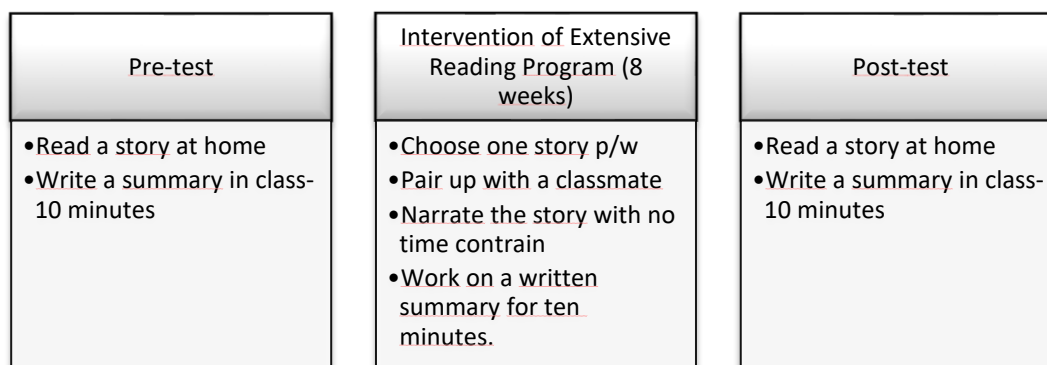 Pre-test
•Read a story at home
•Write a summary in class-
10 minutes
Intervention of Extensive
Reading Program (8
weeks)
•Choose one story p/w
•Pair up with a classmate
•Narrate the story with no
time contrain
•Work on a written
summary for ten
minutes.
Post-test
•Read a story at home
•Write a summary in class-
10 minutes